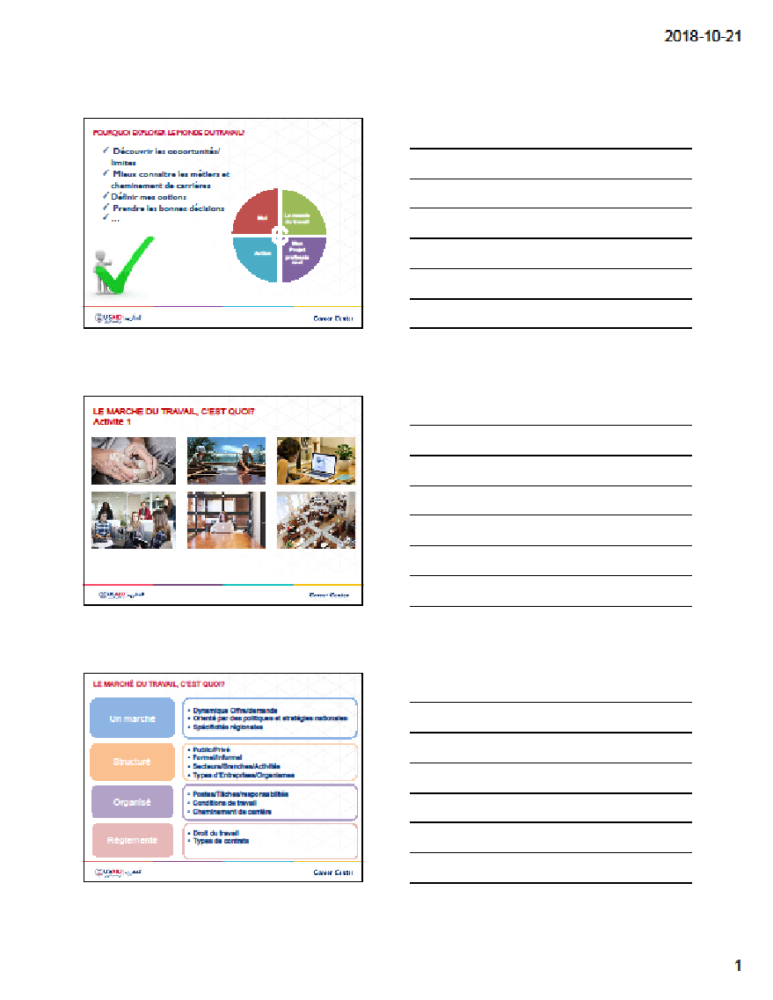 2018-10-21
POURQUOI EXPLORER LE MONDE DU TRAVAIL?
✓ Découvrir les opportunités/
limites
✓ Mieux connaitre les métiers et
cheminement de carrières
✓ Définir mes options
✓ Prendre les bonnes décisions
✓ ...
Moi
Le monde
du travail
Action
Mon
Projet
professio
nnel
USAID
Career Center
LE MARCHE DU TRAVAIL, C'EST QUOI?
Activité 1
USAID
Career Center
LE MARCHÉ DU TRAVAIL, C'EST QUOI?
Un marché
• Dynamique Offre/demande
• Orienté par des politiques et stratégies nationales
• Spécificités régionales
Structuré
• Public/Privé
• Formel/Informel
• Secteurs/Branches/Activités
• Types d'Entreprises/Organismes
Organisé
• Postes/Tâches/responsabilités
• Conditions de travail
• Cheminement de carrière
Réglementé
• Droit du travail
• Types de contrats
USAID
Career Center
1